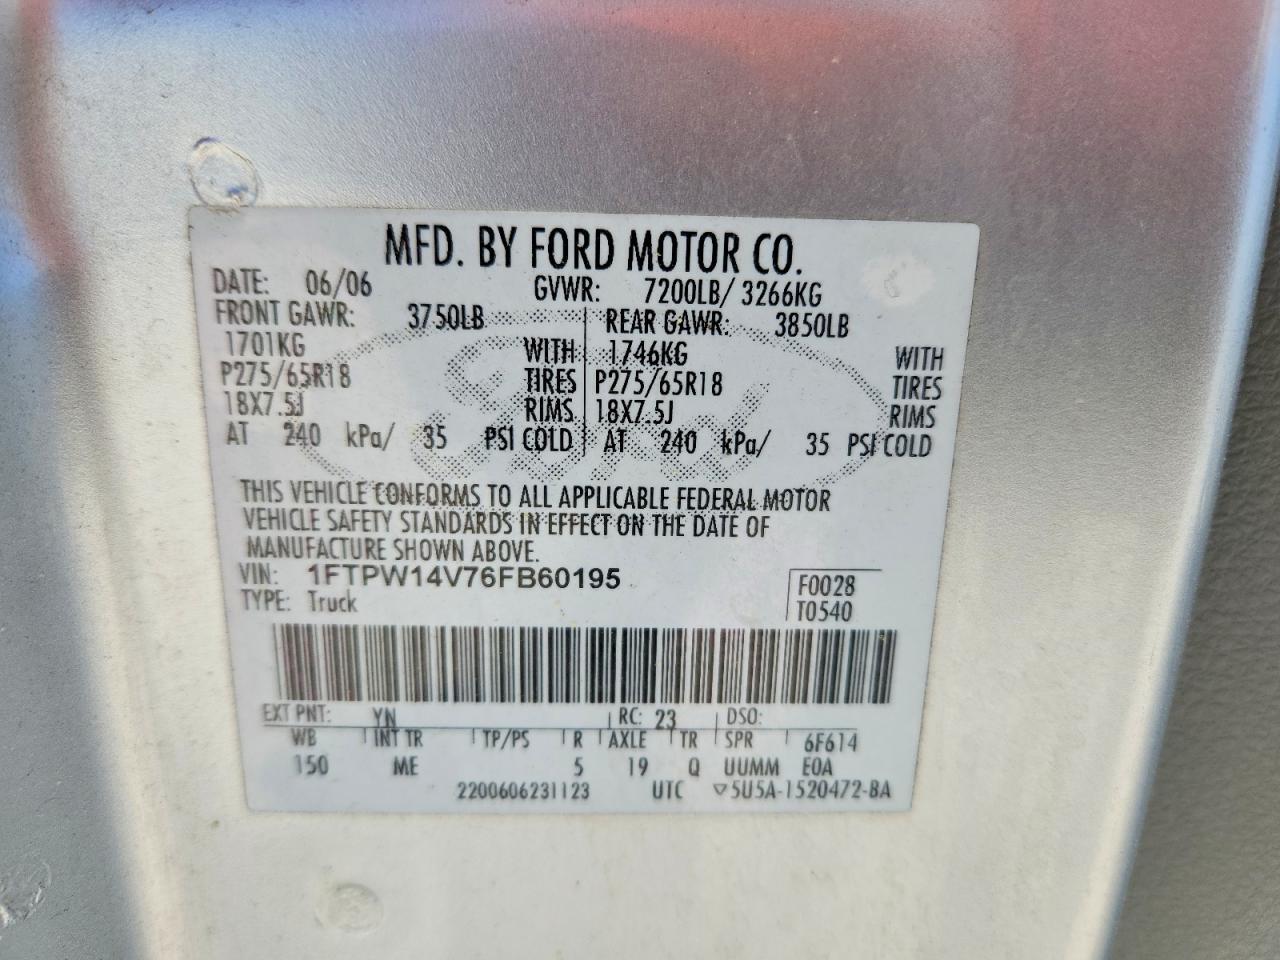 MFD. BY FORD MOTOR CO.
DATE: 06/06 GVWR: 7200LB/ 3266KG
FRONT GAWR: 3750LB REAR GAWR: 3850LB
1701KG WITH 1746KG WITH
P275/65R18 TIRES P275/65R18 TIRES
18X7.5J RIMS 18X7.5J RIMS
AT 240 kPa/ 35 PSI COLD AT 240 kPa/ 35 PSI COLD
THIS VEHICLE CONFORMS TO ALL APPLICABLE FEDERAL MOTOR
VEHICLE SAFETY STANDARDS IN EFFECT ON THE DATE OF
MANUFACTURE SHOWN ABOVE.
VIN: 1FTPW14V76FB60195 F0028
TYPE: Truck T0540
EXT PNT: YN RC: 23 DSO:
WB INT TR TP/PS R AXLE TR SPR 6F614
150 ME 5 19 Q UUMM EOA
2200606231123 UTC ▽5U5A-1520472-BA